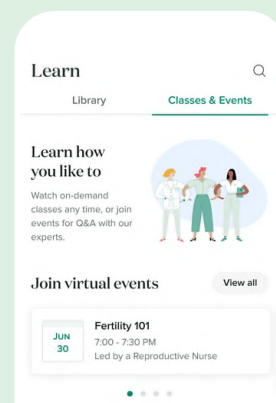 Learn
Library
Classes & Events
Learn how
you like to
Watch on-demand
classes any time, or join
events for Q&A with our
experts.
Join virtual events
View all
JUN
30
Fertility 101
7:00 - 7:30 PM
Led by a Reproductive Nurse